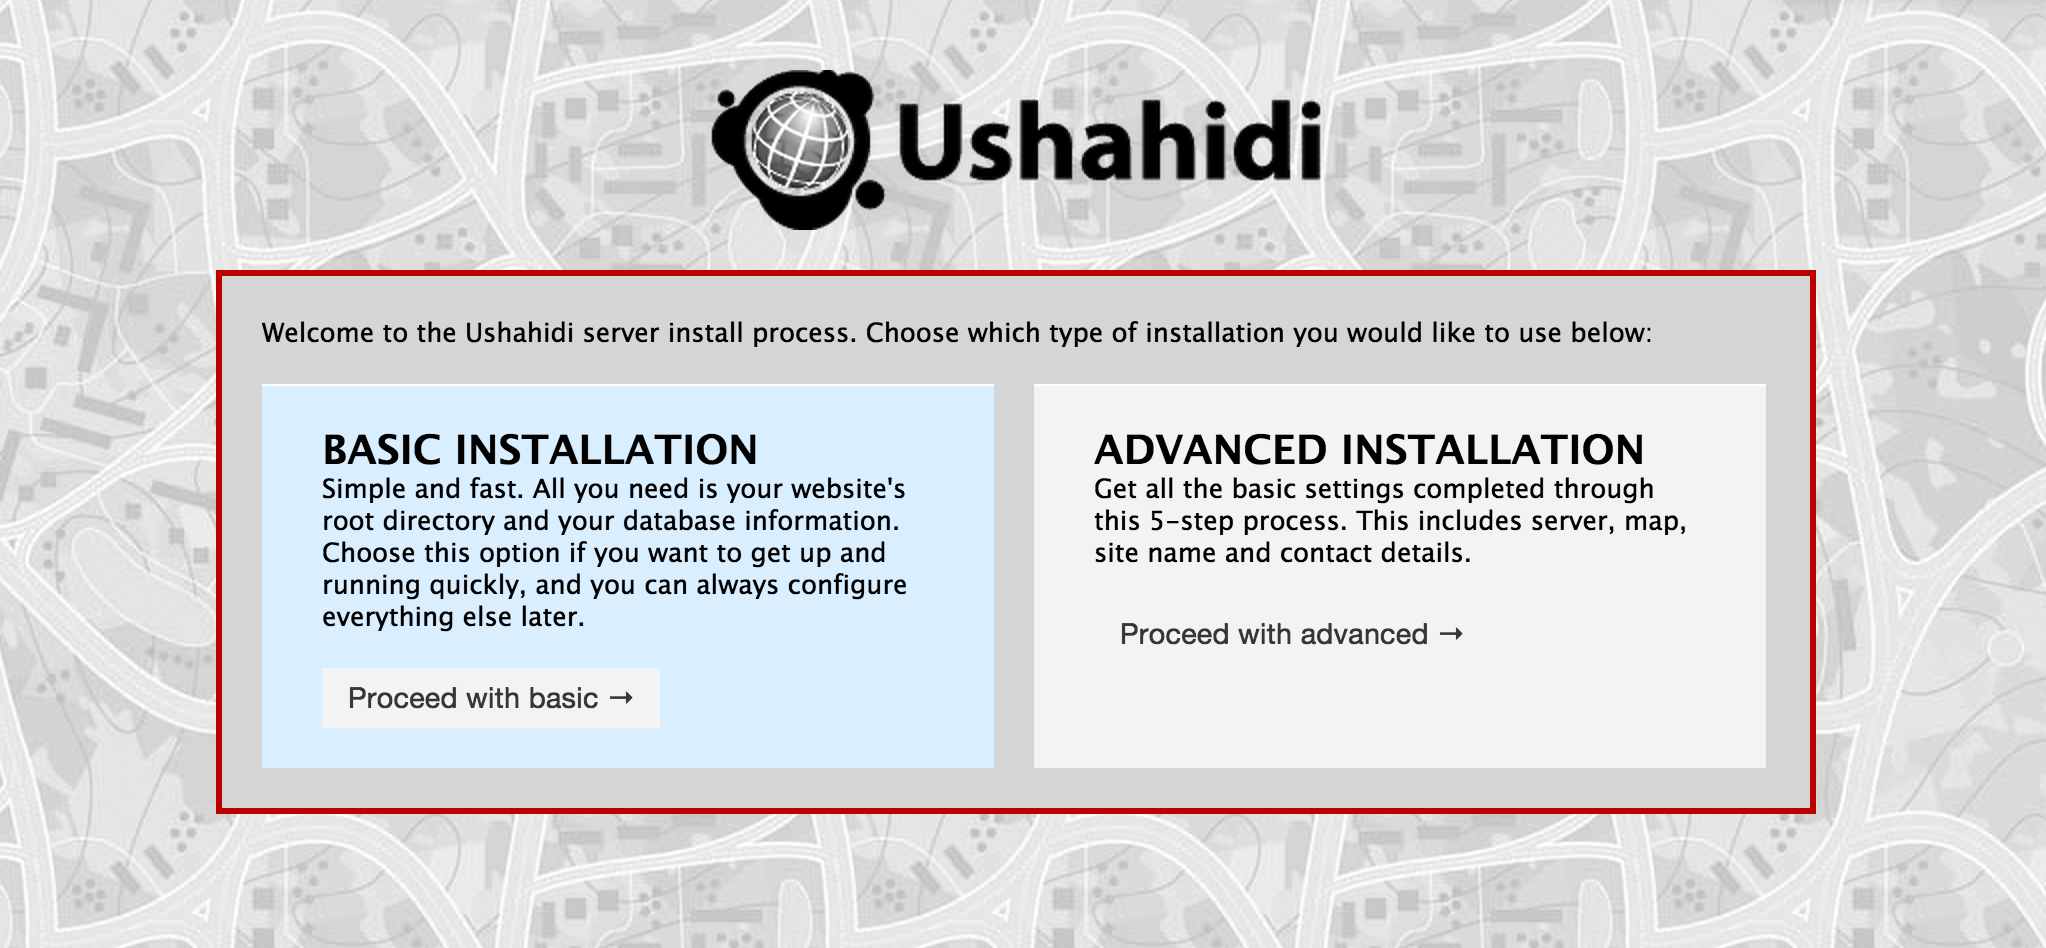 Ushahidi
Welcome to the Ushahidi server install process. Choose which type of installation you would like to use below:
BASIC INSTALLATION
Simple and fast. All you need is your website's
root directory and your database information.
Choose this option if you want to get up and
running quickly, and you can always configure
everything else later.
Proceed with basic →
ADVANCED INSTALLATION
Get all the basic settings completed through
this 5-step process. This includes server, map,
site name and contact details.
Proceed with advanced →